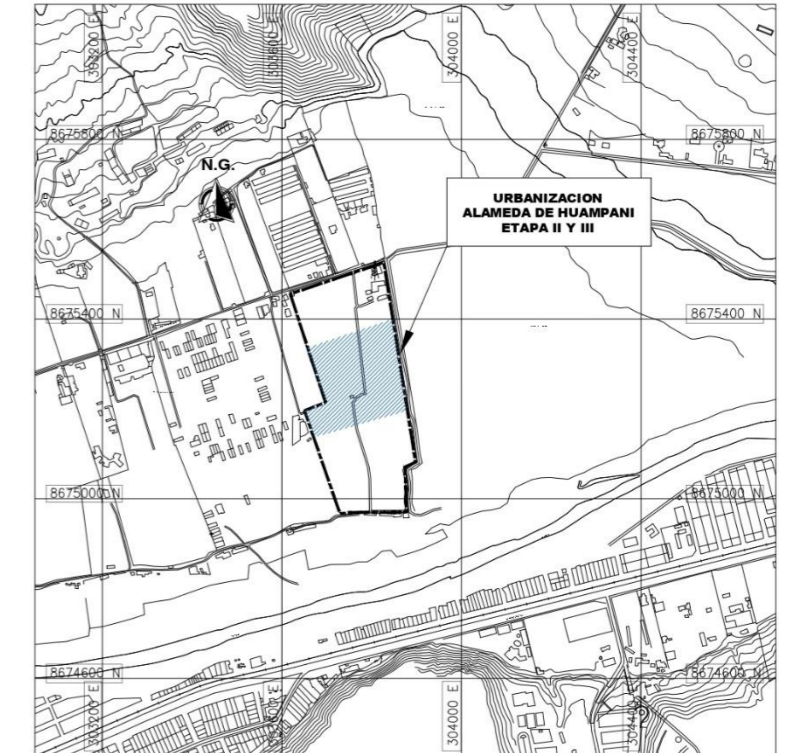 303200 E
303600 E
304000 E
304400 E
8675800 N
8675800 N
N.G.
URBANIZACION
ALAMEDA DE HUAMPANI
ETAPA II Y III
8675400 N
8675400 N
8675000 N
8675000 N
8674600 N
8674600 N
303200 E
303600 E
304000 E
304400 E